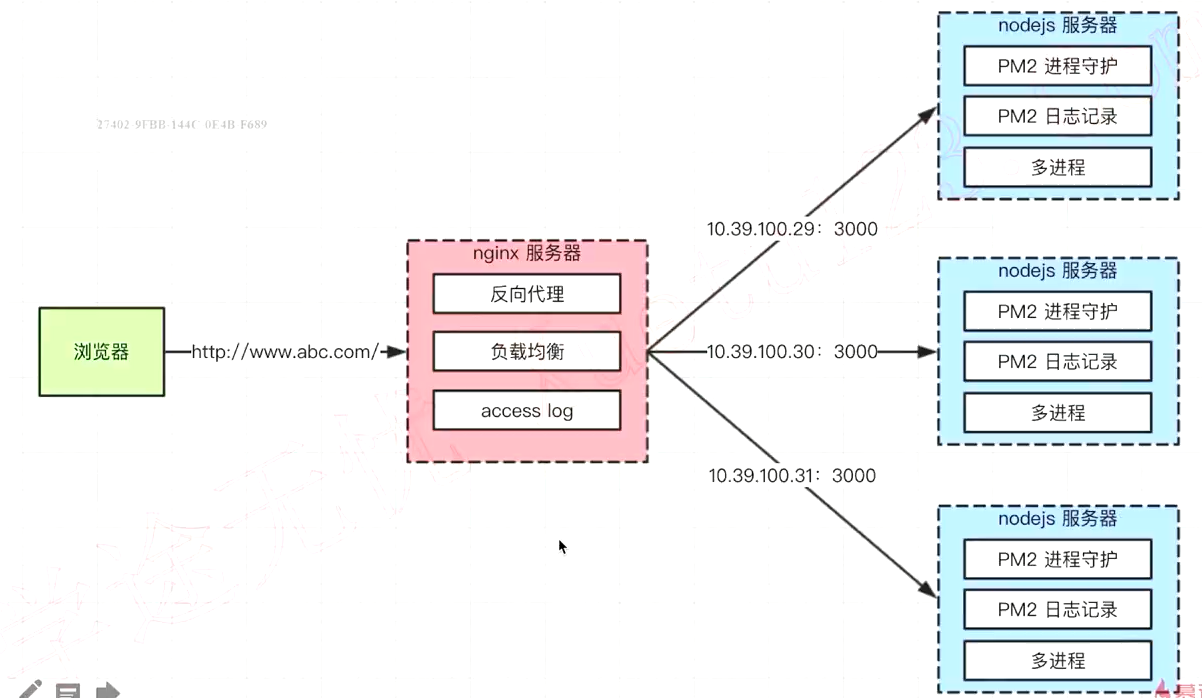 nodejs 服务器
PM2 进程守护
PM2 日志记录
多进程
27402 9FBB 144C 0E4B F689
10.39.100.29：3000
nginx 服务器
反向代理
负载均衡
access log
浏览器
http://www.abc.com/
10.39.100.30：3000
nodejs 服务器
PM2 进程守护
PM2 日志记录
多进程
10.39.100.31：3000
nodejs 服务器
PM2 进程守护
PM2 日志记录
多进程